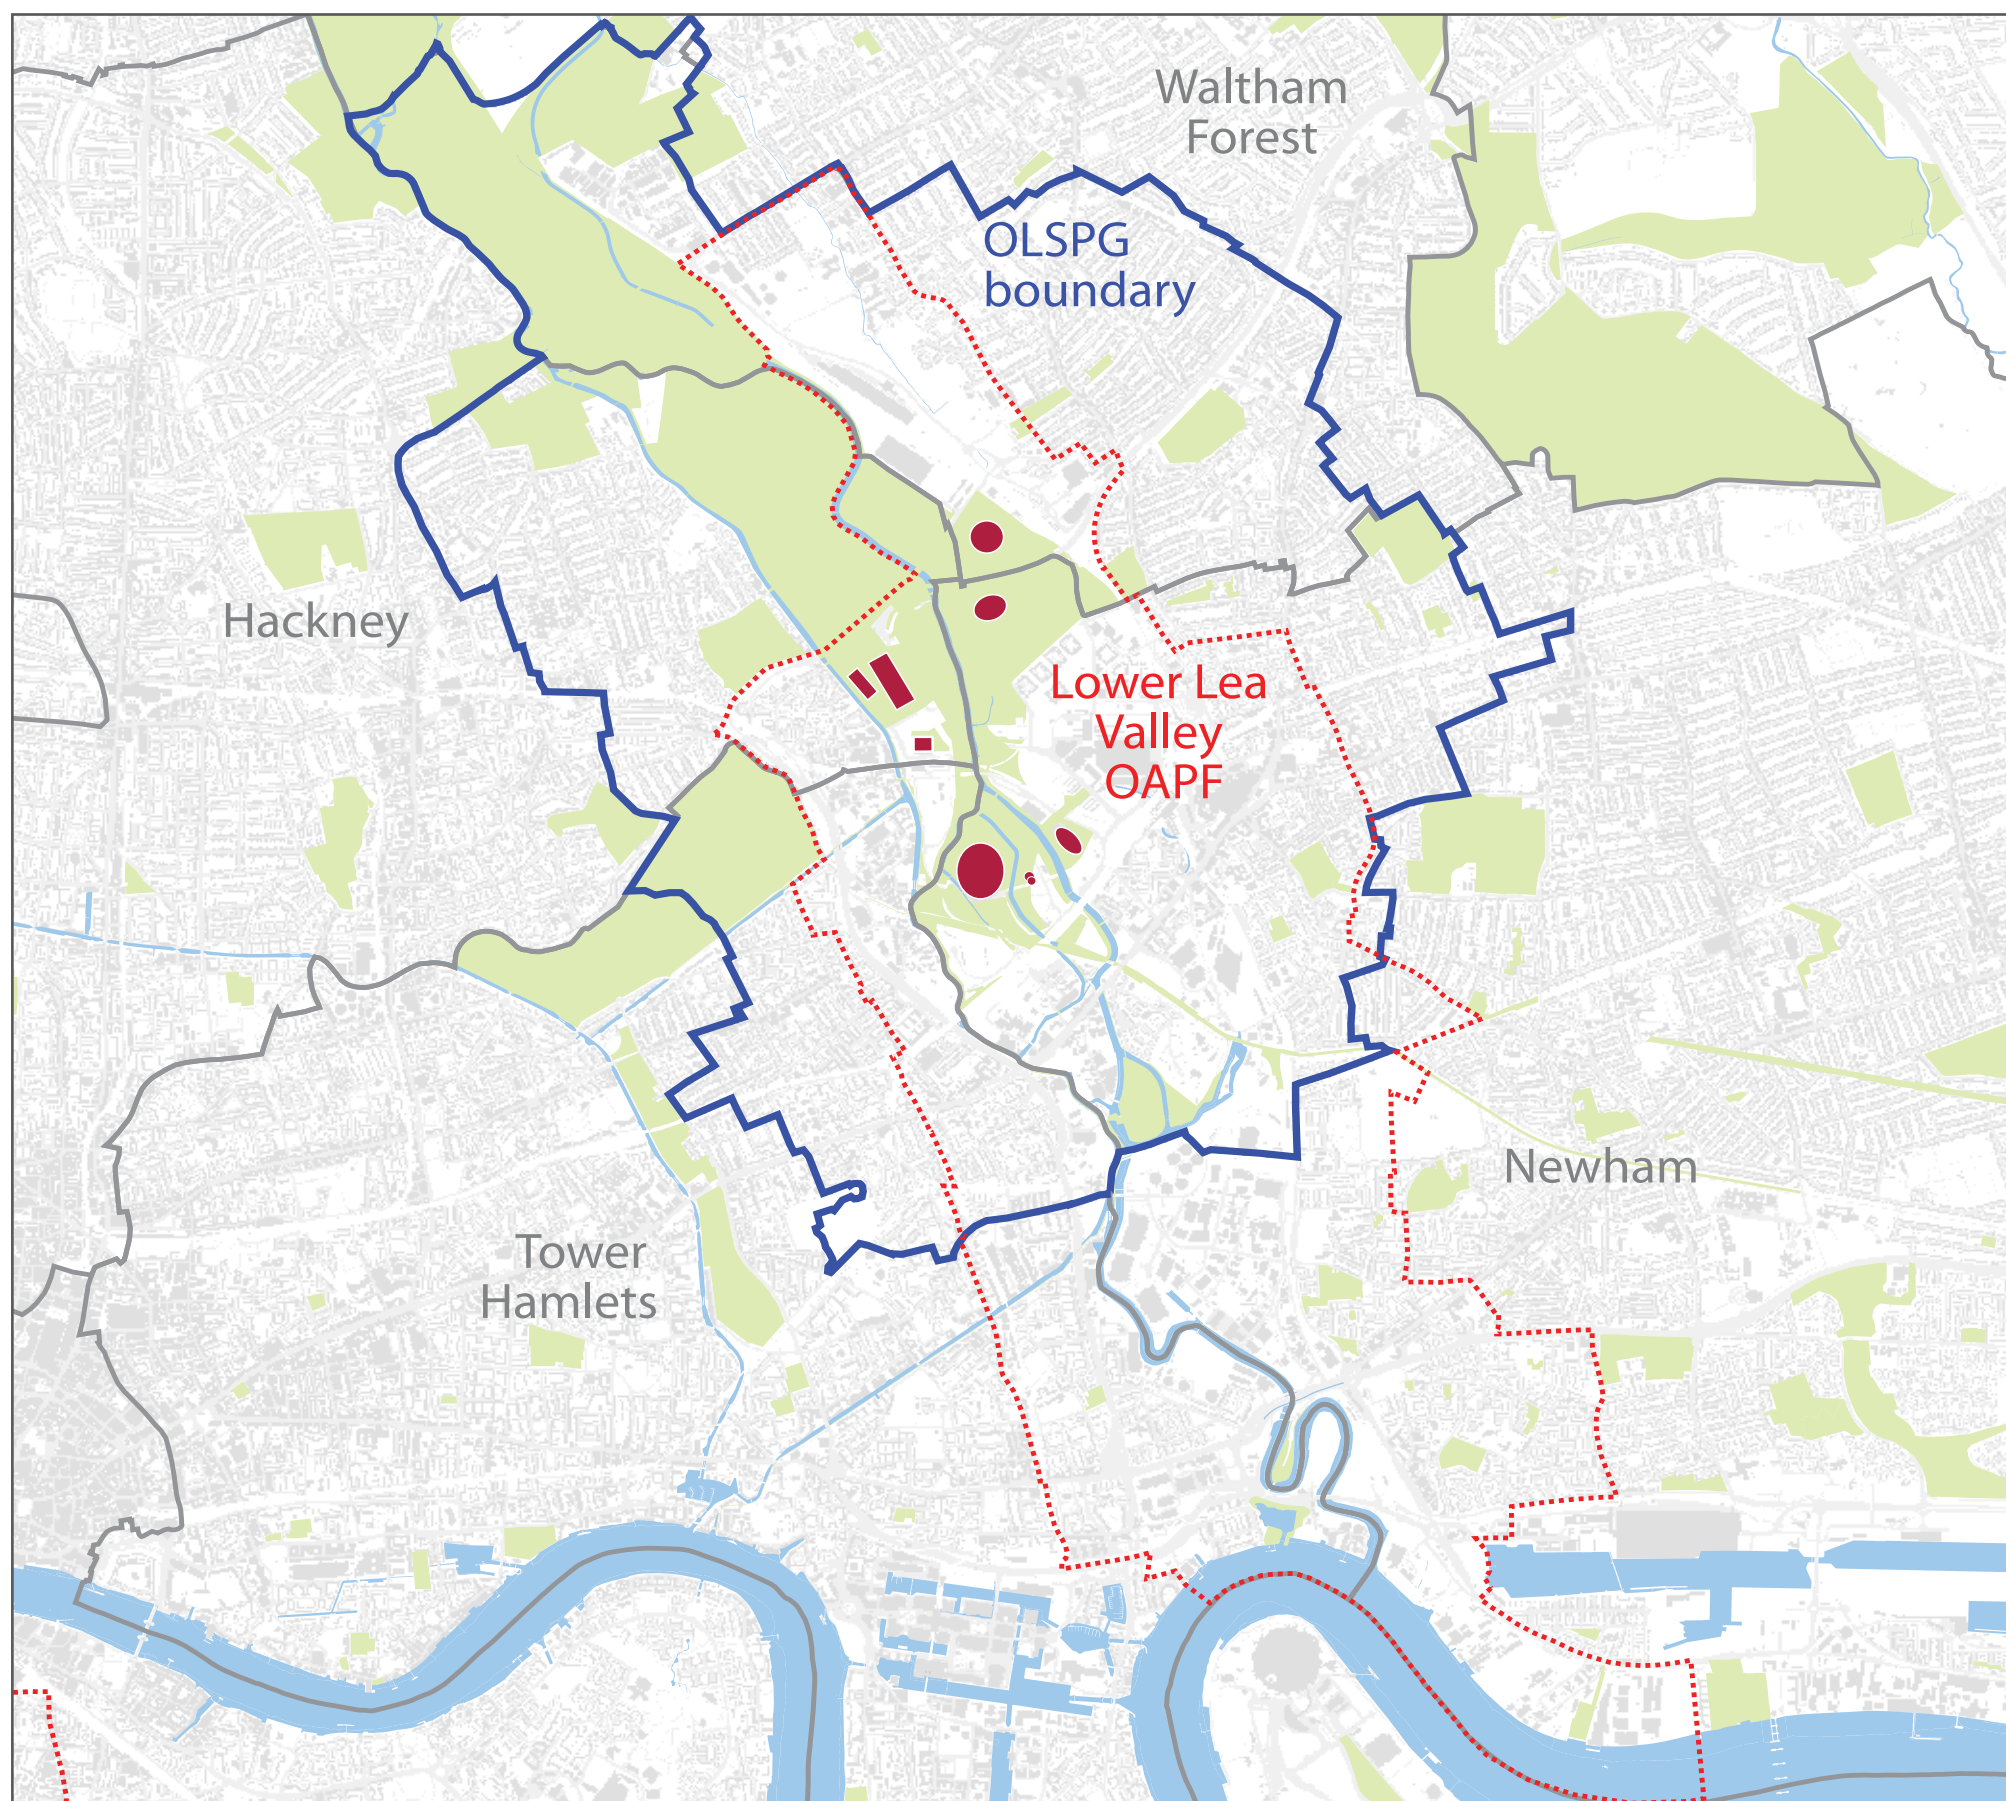 Waltham
Forest
OLSPG
boundary
Hackney
Lower Lea
Valley
OAPF
Newham
Tower
Hamlets